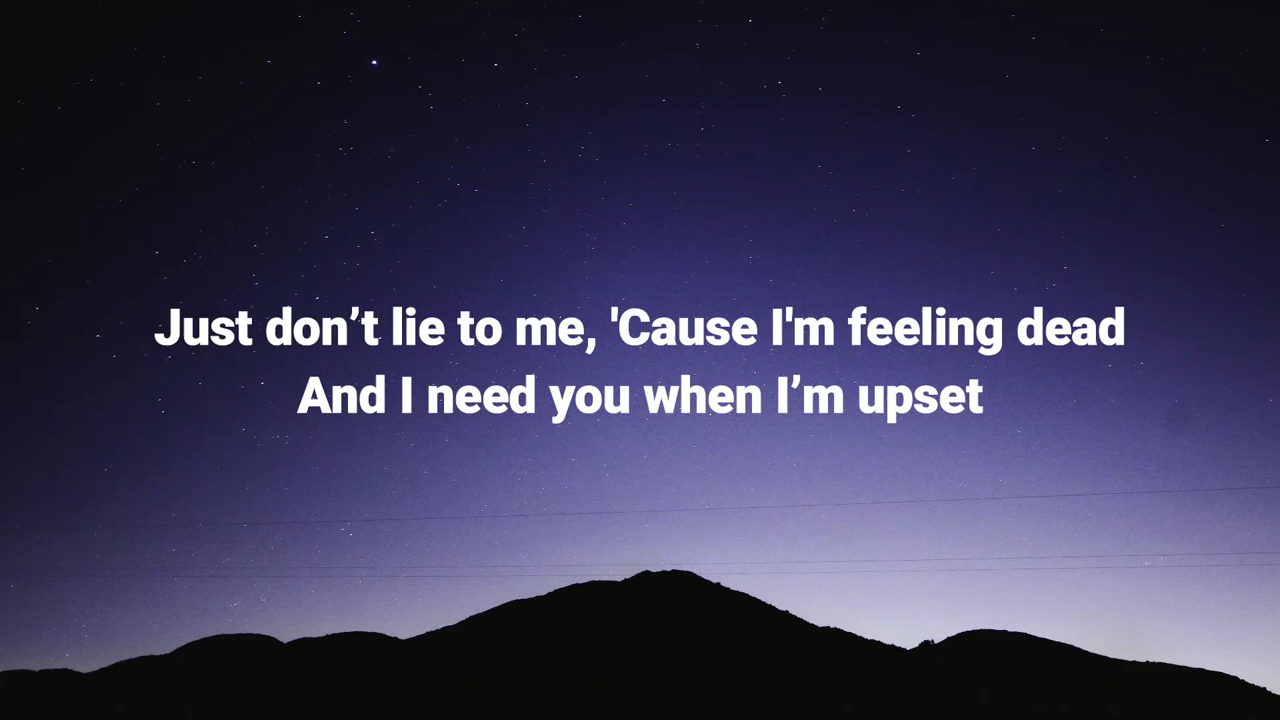 Just don’t lie to me, 'Cause I'm feeling dead
And I need you when I’m upset